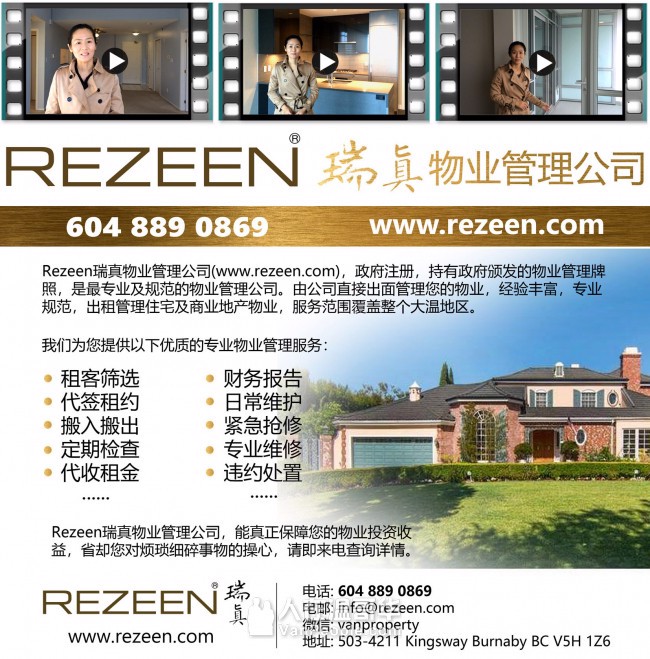 REZEEN® 瑞真 物业管理公司
604 889 0869 www.rezeen.com
Rezeen瑞真物业管理公司(www.rezeen.com)，政府注册，持有政府颁发的物业管理牌
照，是最专业及规范的物业管理公司。由公司直接出面管理您的物业，经验丰富，专业
规范，出租管理住宅及商业地产物业，服务范围覆盖整个大温地区。
我们为您提供以下优质的专业物业管理服务：
• 租客筛选 • 财务报告
• 代签租约 • 日常维护
• 搬入搬出 • 紧急抢修
• 定期检查 • 专业维修
• 代收租金 • 违约处置
...... ......
Rezeen瑞真物业管理公司，能真正保障您的物业投资收
益，省却您对烦琐细碎事物的操心，请即来电查询详情。
REZEEN® 瑞真
www.rezeen.com
电话: 604 889 0869
电邮: info@rezeen.com
微信: vanproperty
地址: 503-4211 Kingsway Burnaby BC V5H 1Z6